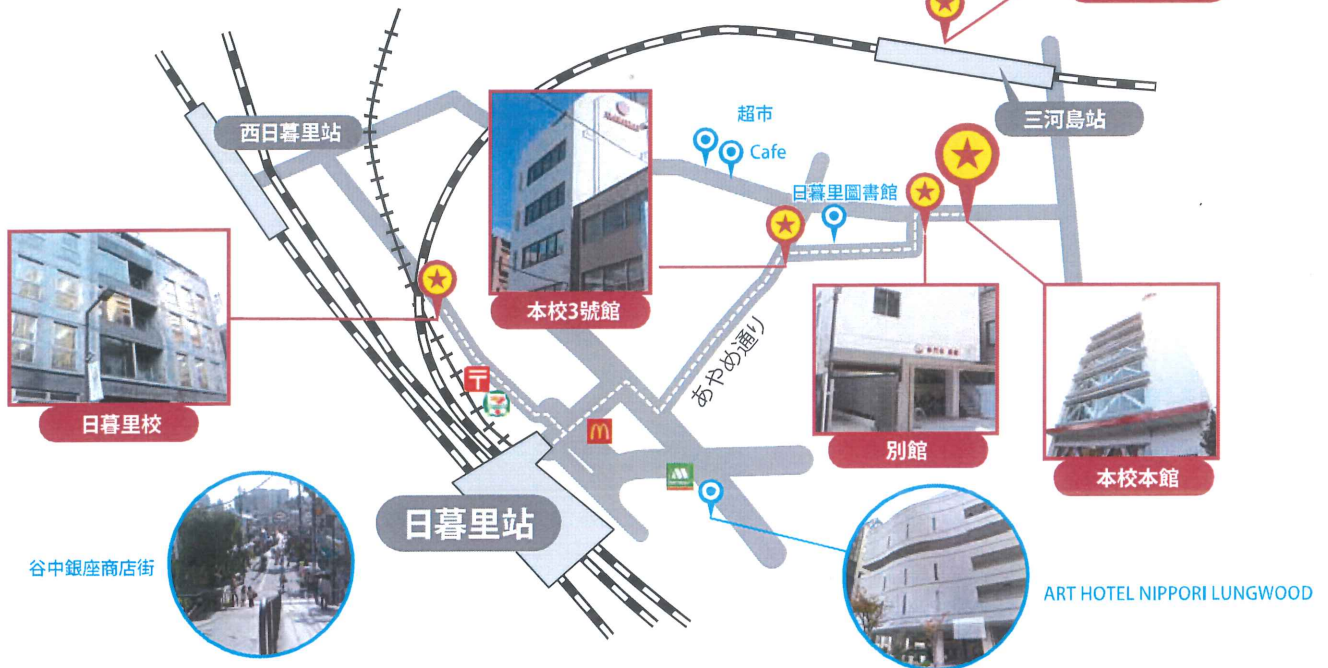 三河島站
西日暮里站
超市
Cafe
日暮里圖書館
本校3號館
あやめ通り
日暮里校
別館
本校本館
日暮里站
谷中銀座商店街
ART HOTEL NIPPORI LUNGWOOD